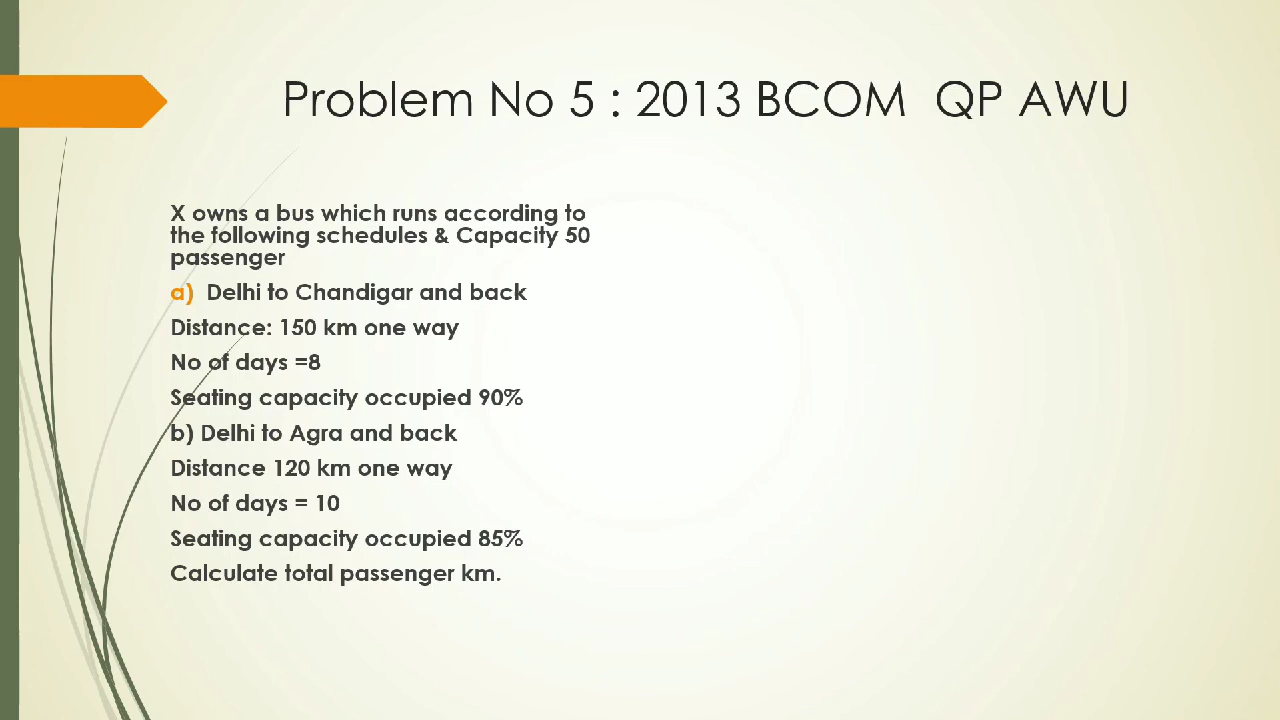 Problem No 5 : 2013 BCOM QP AWU
X owns a bus which runs according to
the following schedules & Capacity 50
passenger
a) Delhi to Chandigar and back
Distance: 150 km one way
No of days =8
Seating capacity occupied 90%
b) Delhi to Agra and back
Distance 120 km one way
No of days = 10
Seating capacity occupied 85%
Calculate total passenger km.